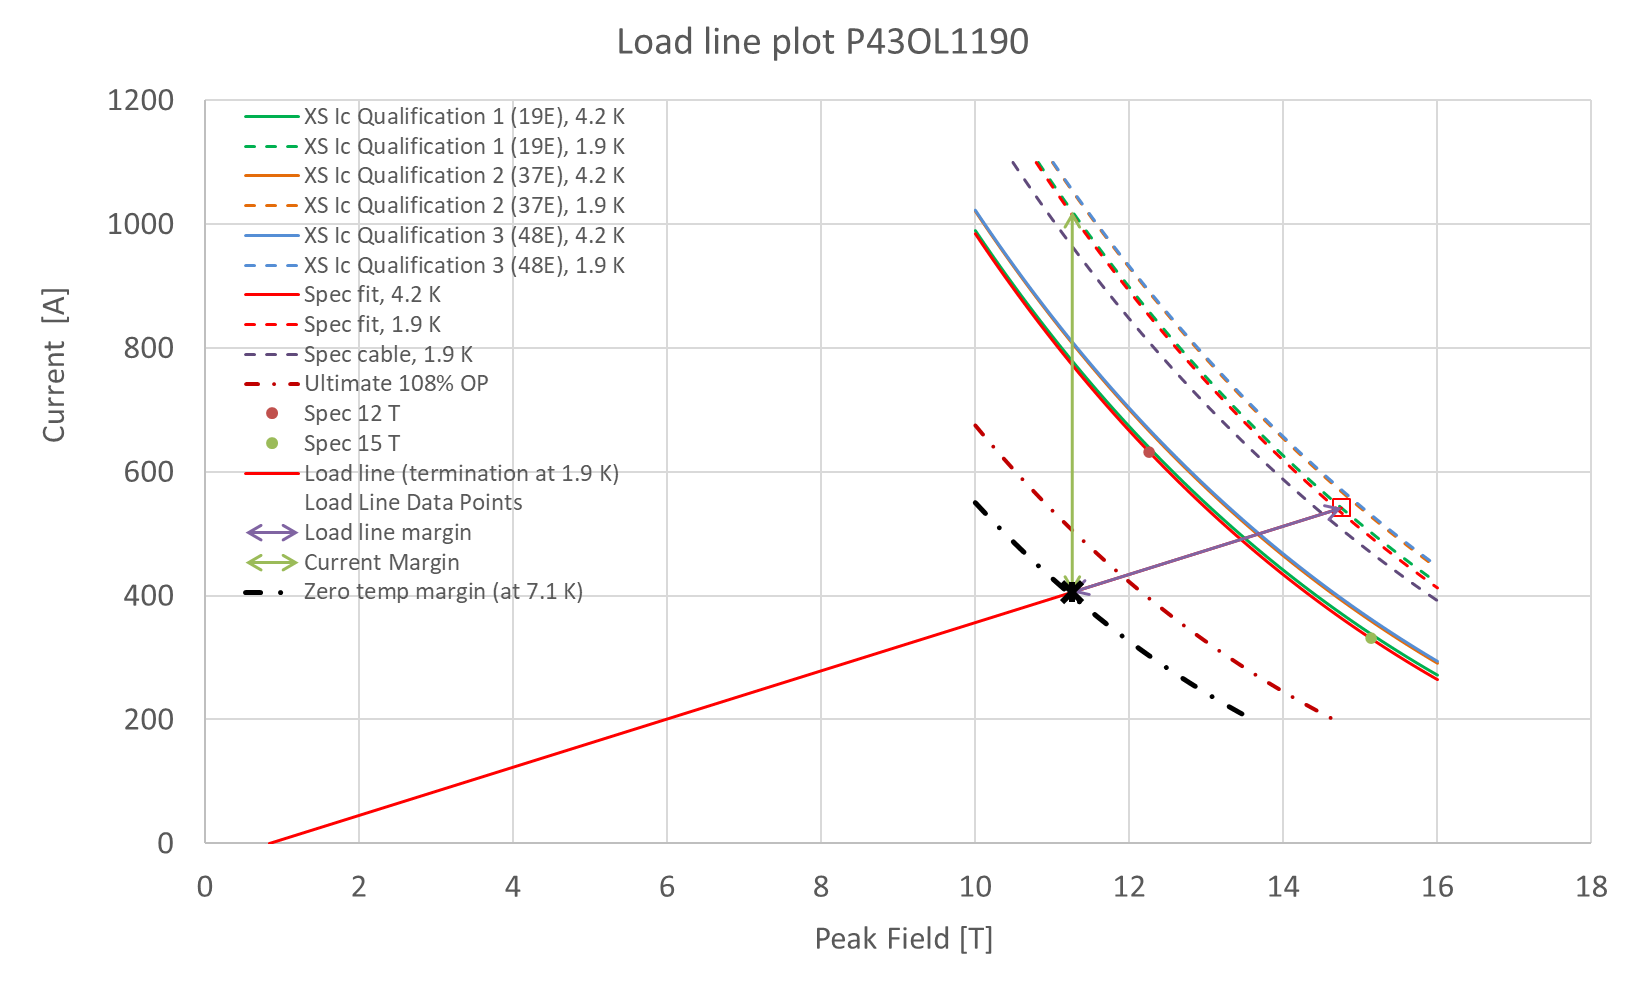 Load line plot P43OL1190
1200
1000
800
600
400
200
0
Current [A]
XS Ic Qualification 1 (19E), 4.2 K
XS Ic Qualification 1 (19E), 1.9 K
XS Ic Qualification 2 (37E), 4.2 K
XS Ic Qualification 2 (37E), 1.9 K
XS Ic Qualification 3 (48E), 4.2 K
XS Ic Qualification 3 (48E), 1.9 K
Spec fit, 4.2 K
Spec fit, 1.9 K
Spec cable, 1.9 K
Ultimate 108% OP
Spec 12 T
Spec 15 T
Load line (termination at 1.9 K)
Load Line Data Points
Load line margin
Current Margin
Zero temp margin (at 7.1 K)
0 2 4 6 8 10 12 14 16 18
Peak Field [T]